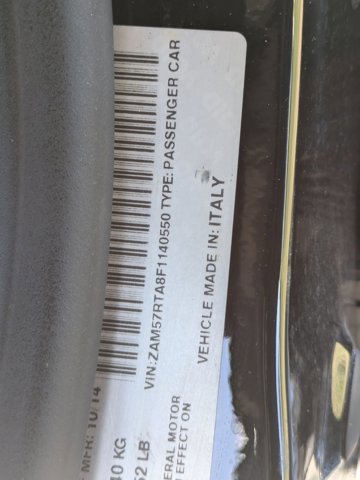 MFR: 10/14
40 KG
52 LB
ERAL MOTOR
EFFECT ON
VIN:ZAM57RTA8F1140550 TYPE: PASSENGER CAR
VEHICLE MADE IN: ITALY